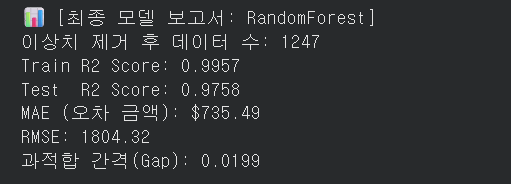 📊 [최종 모델 보고서: RandomForest]
이상치 제거 후 데이터 수: 1247
Train R2 Score: 0.9957
Test  R2 Score: 0.9758
MAE (오차 금액): $735.49
RMSE: 1804.32
과적합 간격(Gap): 0.0199